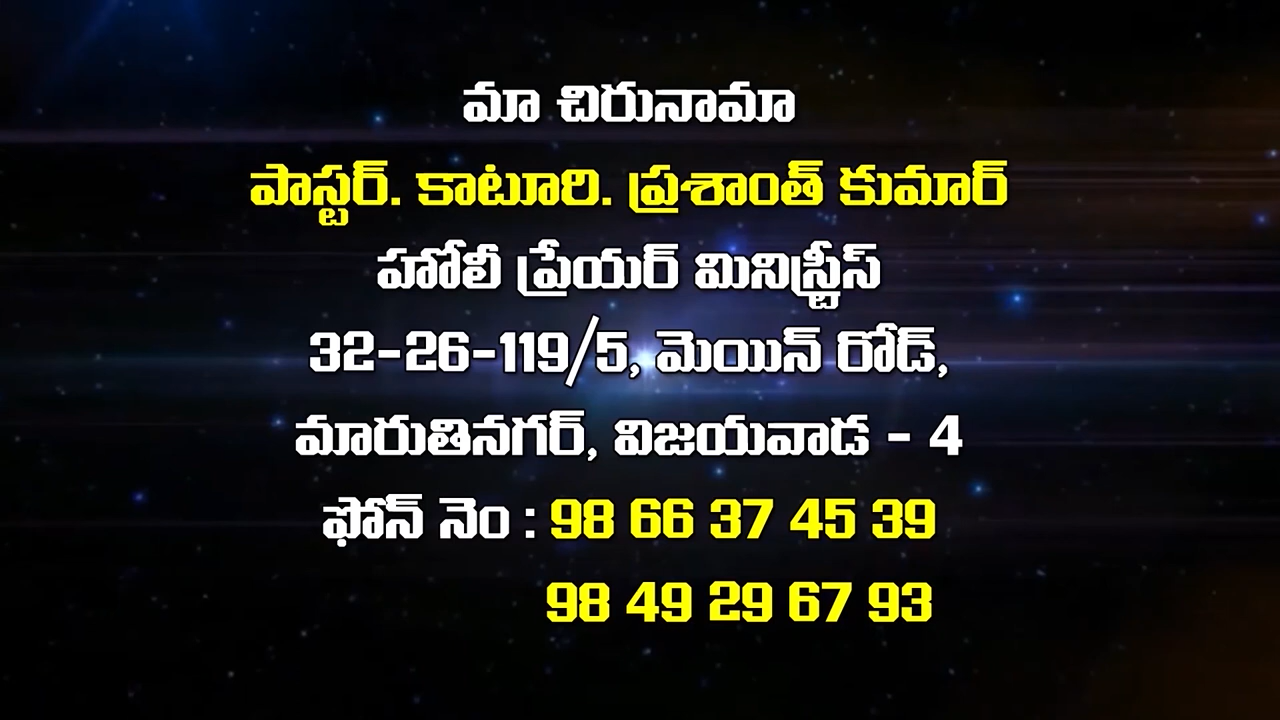 మా చిరునామా
పాస్టర్. కాటూరి. ప్రశాంత్ కుమార్
హోలీ ప్రేయర్ మినిస్ట్రీస్
32-26-119/5, మెయిన్ రోడ్,
మారుతినగర్, విజయవాడ - 4
ఫోన్ నెం : 98 66 37 45 39
98 49 29 67 93